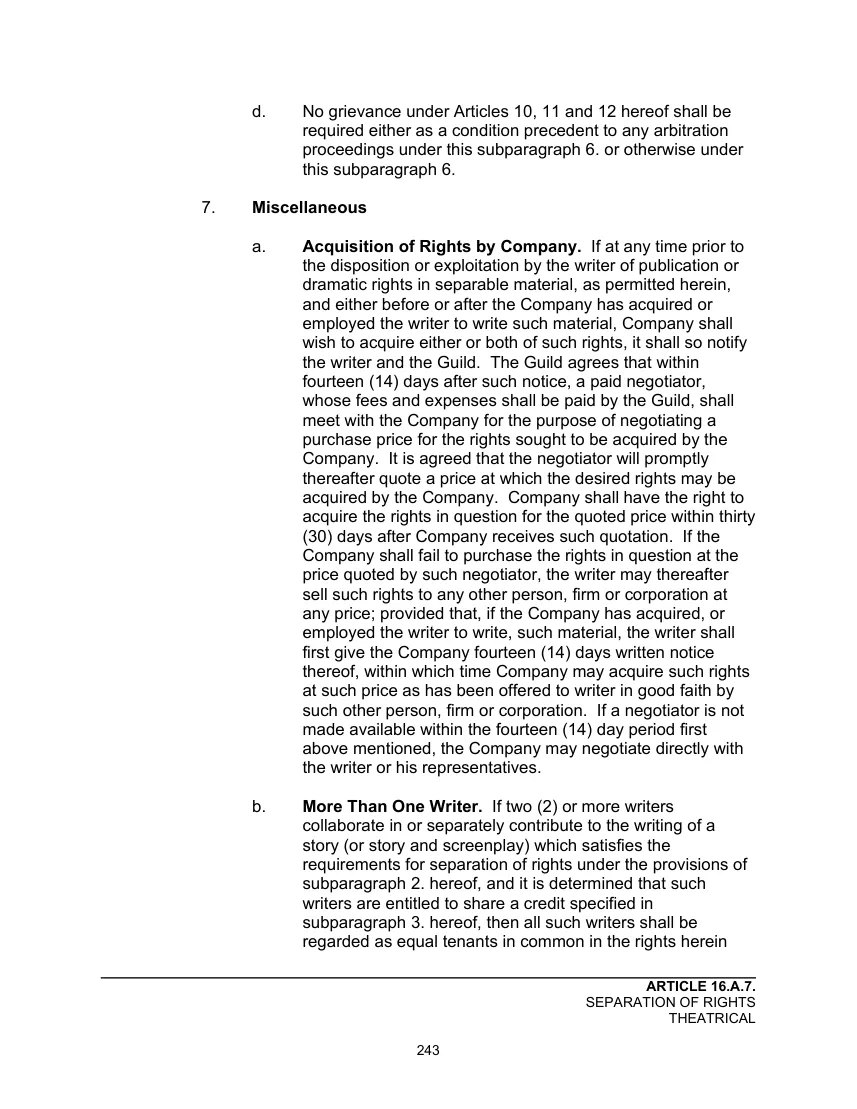 d. No grievance under Articles 10, 11 and 12 hereof shall be
required either as a condition precedent to any arbitration
proceedings under this subparagraph 6. or otherwise under
this subparagraph 6.
7. Miscellaneous
a. Acquisition of Rights by Company. If at any time prior to
the disposition or exploitation by the writer of publication or
dramatic rights in separable material, as permitted herein,
and either before or after the Company has acquired or
employed the writer to write such material, Company shall
wish to acquire either or both of such rights, it shall so notify
the writer and the Guild. The Guild agrees that within
fourteen (14) days after such notice, a paid negotiator,
whose fees and expenses shall be paid by the Guild, shall
meet with the Company for the purpose of negotiating a
purchase price for the rights sought to be acquired by the
Company. It is agreed that the negotiator will promptly
thereafter quote a price at which the desired rights may be
acquired by the Company. Company shall have the right to
acquire the rights in question for the quoted price within thirty
(30) days after Company receives such quotation. If the
Company shall fail to purchase the rights in question at the
price quoted by such negotiator, the writer may thereafter
sell such rights to any other person, firm or corporation at
any price; provided that, if the Company has acquired, or
employed the writer to write, such material, the writer shall
first give the Company fourteen (14) days written notice
thereof, within which time Company may acquire such rights
at such price as has been offered to writer in good faith by
such other person, firm or corporation. If a negotiator is not
made available within the fourteen (14) day period first
above mentioned, the Company may negotiate directly with
the writer or his representatives.
b. More Than One Writer. If two (2) or more writers
collaborate in or separately contribute to the writing of a
story (or story and screenplay) which satisfies the
requirements for separation of rights under the provisions of
subparagraph 2. hereof, and it is determined that such
writers are entitled to share a credit specified in
subparagraph 3. hereof, then all such writers shall be
regarded as equal tenants in common in the rights herein
ARTICLE 16.A.7.
SEPARATION OF RIGHTS
THEATRICAL
243